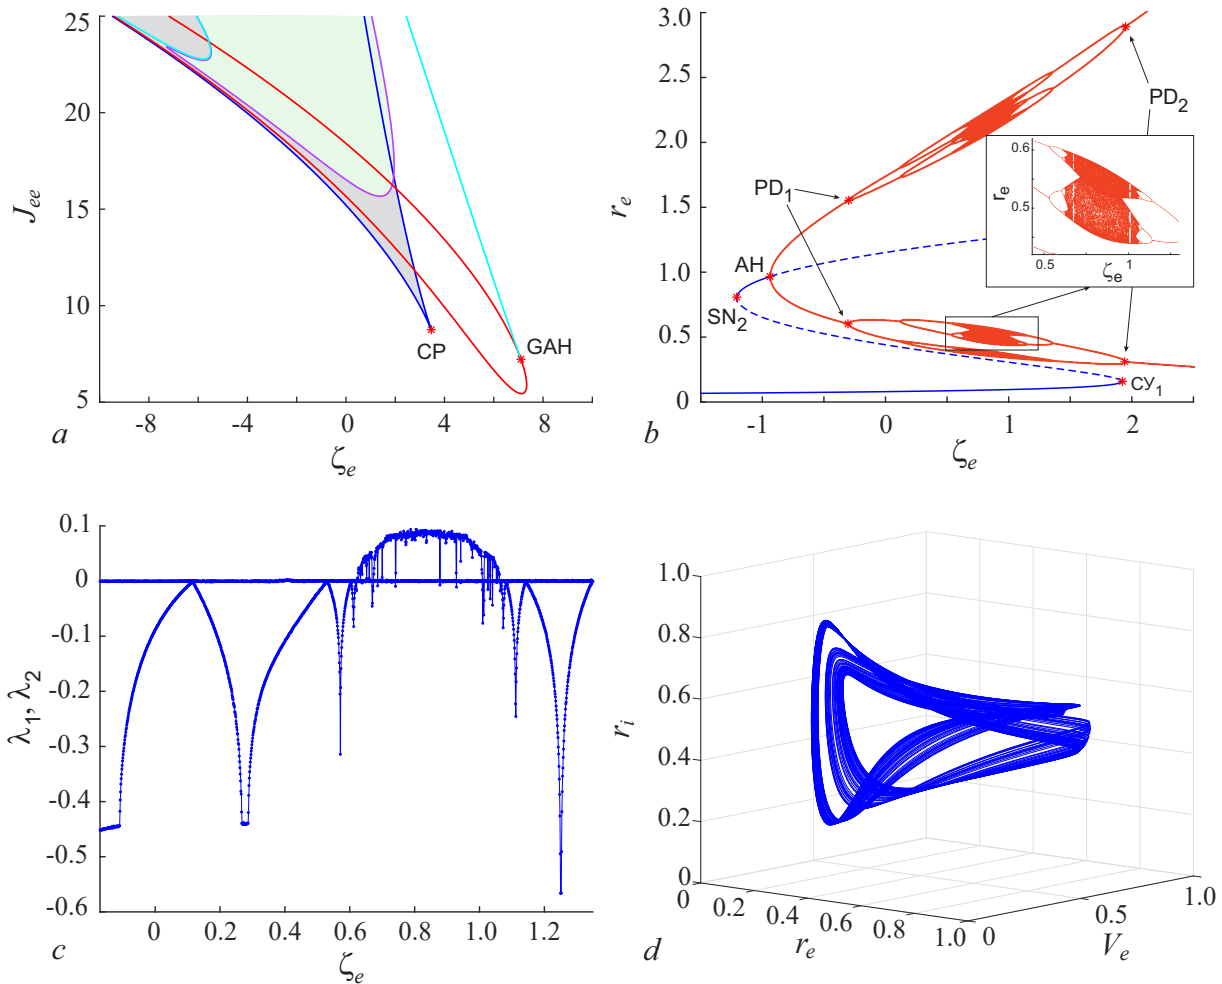 25
20
15
10
5
-8
-4
0
4
8
J_ee
ζ_e
CP
GAH
a
3.0
2.5
2.0
1.5
1.0
0.5
0
-1
0
1
2
r_e
ζ_e
PD_2
PD_1
AH
SN_2
СУ_1
0.6
0.5
r_e
0.5
1
ζ_e
b
0.1
0
-0.1
-0.2
-0.3
-0.4
-0.5
-0.6
0
0.2
0.4
0.6
0.8
1.0
1.2
λ_1, λ_2
ζ_e
c
1.0
0.8
0.6
0.4
0.2
0
r_i
0
0.2
0.4
0.6
0.8
1.0
r_e
0
0.5
1.0
V_e
d